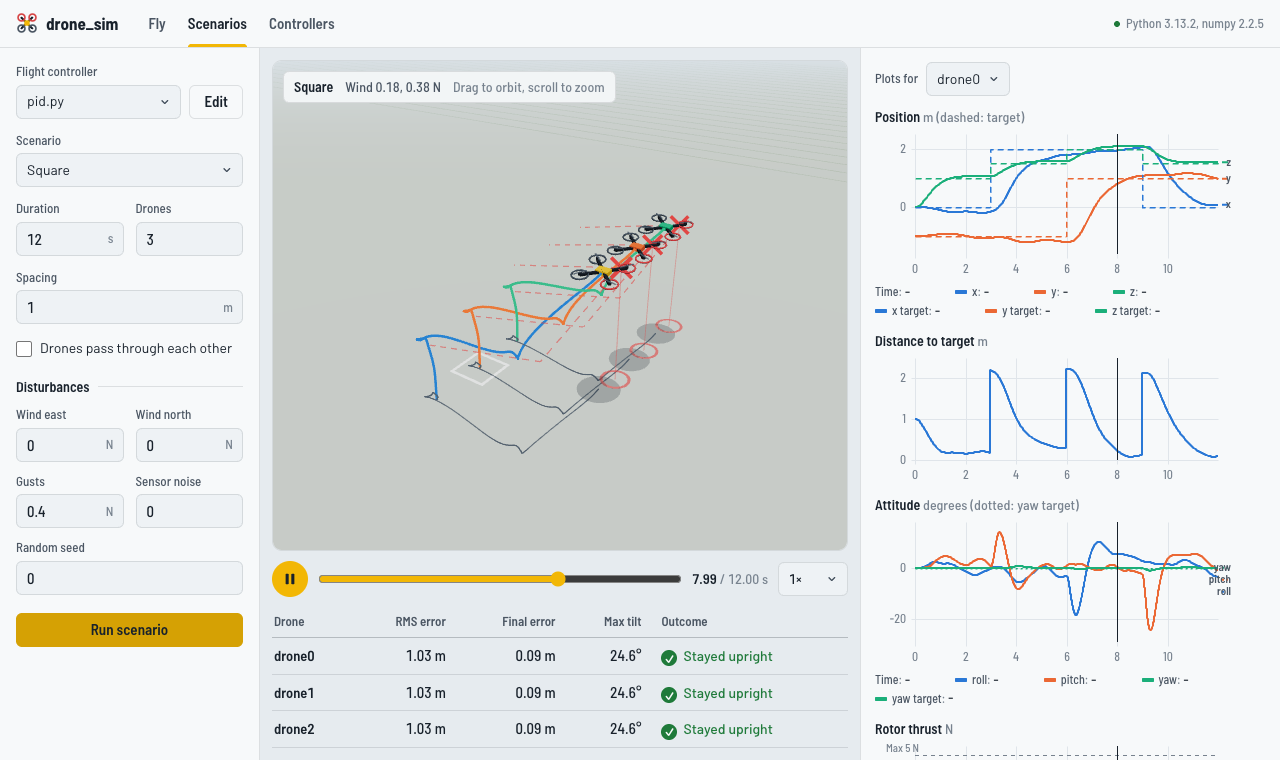 drone_sim Fly Scenarios Controllers Python 3.13.2, numpy 2.2.5
Flight controller
pid.py Edit
Scenario
Square
Duration Drones
12 s 3
Spacing
1 m
Drones pass through each other
Disturbances
Wind east Wind north
0 N 0 N
Gusts Sensor noise
0.4 N 0
Random seed
0
Run scenario
Square Wind 0.18, 0.38 N Drag to orbit, scroll to zoom
7.99 / 12.00 s 1×
Drone RMS error Final error Max tilt Outcome
drone0 1.03 m 0.09 m 24.6° Stayed upright
drone1 1.03 m 0.09 m 24.6° Stayed upright
drone2 1.03 m 0.09 m 24.6° Stayed upright
Plots for drone0
Position m (dashed: target)
2
z
y
x
0
0 2 4 6 8 10
Time: – x: – y: – z: –
x target: – y target: – z target: –
Distance to target m
2
1
0
0 2 4 6 8 10
Attitude degrees (dotted: yaw target)
0
yaw
pitch
roll
−20
0 2 4 6 8 10
Time: – roll: – pitch: – yaw: –
yaw target: –
Rotor thrust N
Max 5 N